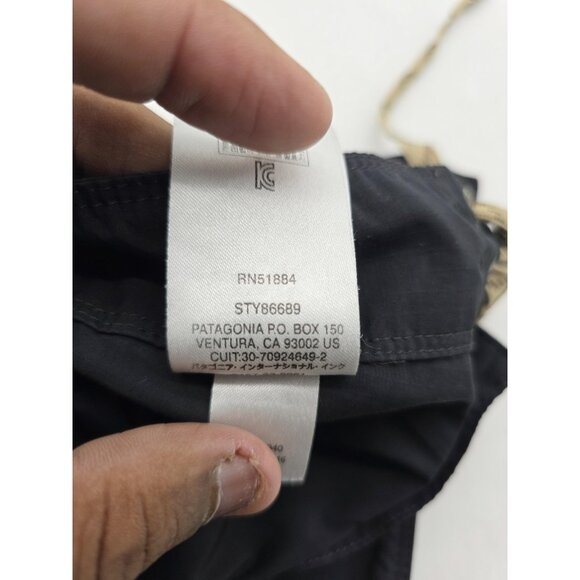 RN51884
STY86689
PATAGONIA P.O. BOX 150
VENTURA, CA 93002 US
CUIT:30-70924649-2
パタゴニア・インターナショナル・インク